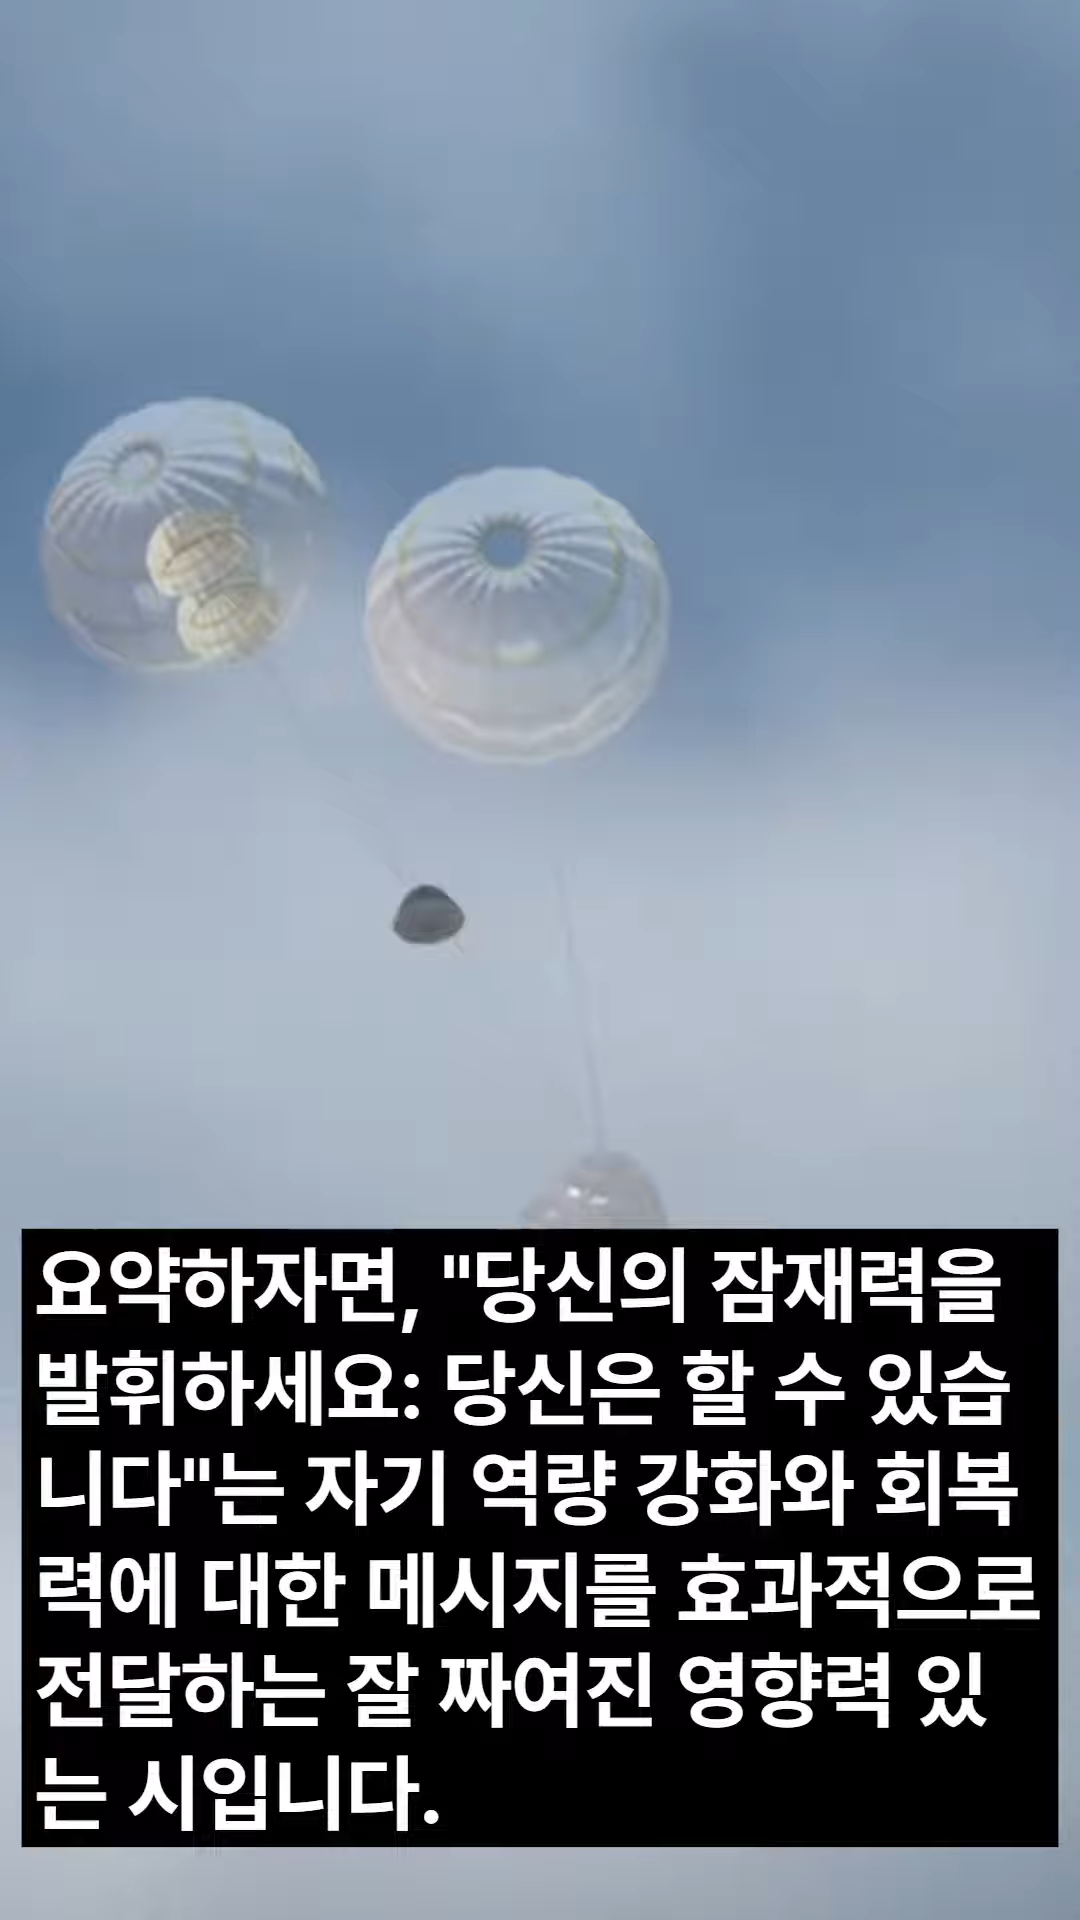 요약하자면, "당신의 잠재력을
발휘하세요: 당신은 할 수 있습
니다"는 자기 역량 강화와 회복
력에 대한 메시지를 효과적으로
전달하는 잘 짜여진 영향력 있
는 시입니다.